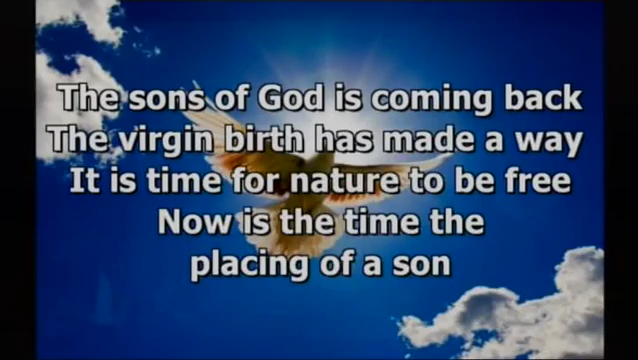 The sons of God is coming back
The virgin birth has made a way
It is time for nature to be free
Now is the time the
placing of a son